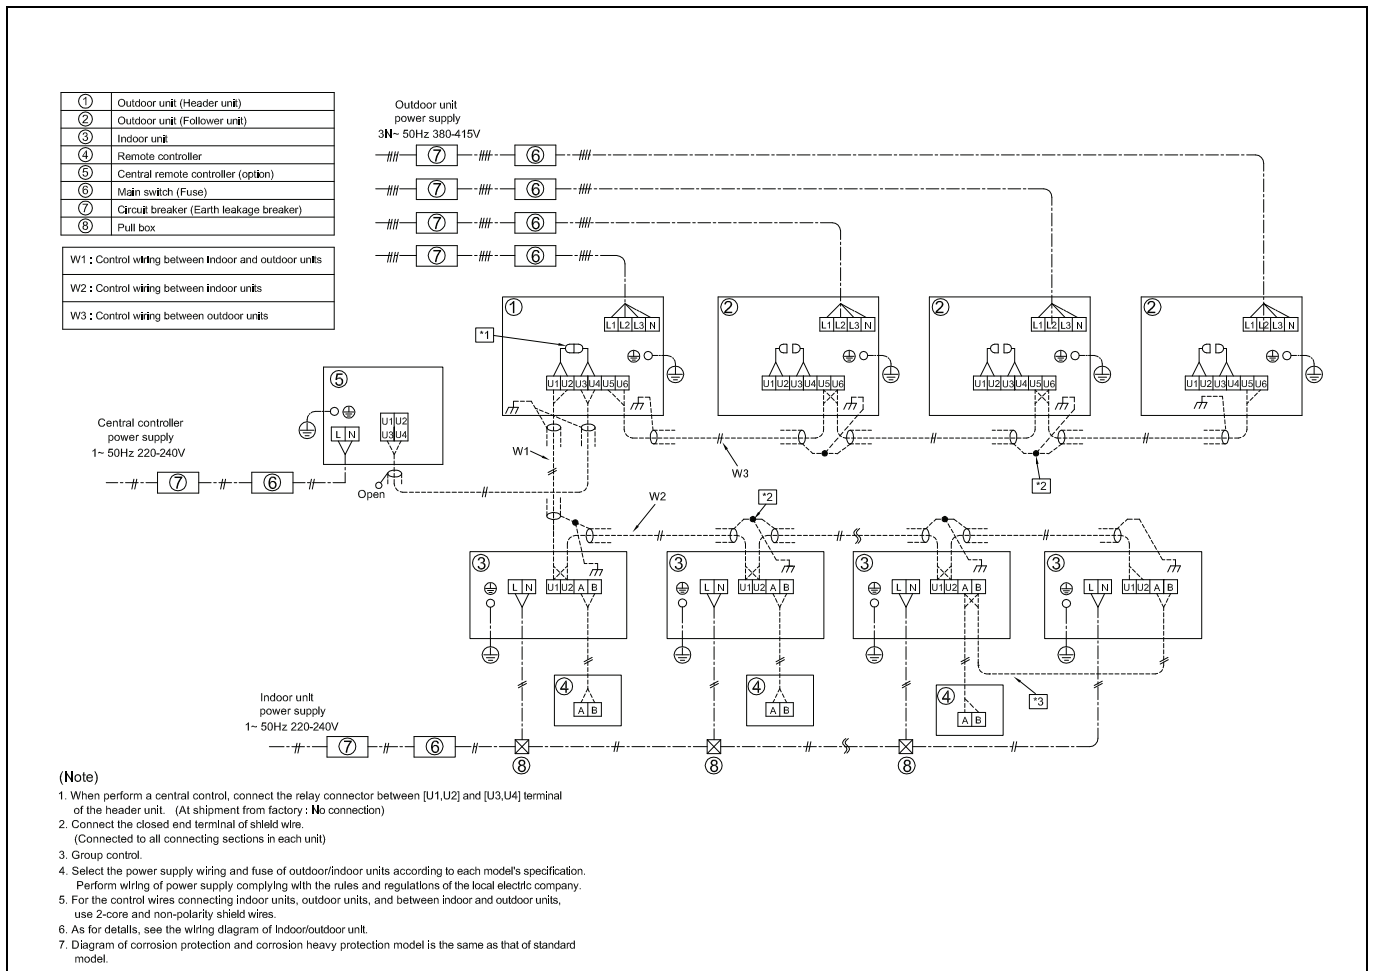 ① Outdoor unit (Header unit)
② Outdoor unit (Follower unit)
③ Indoor unit
④ Remote controller
⑤ Central remote controller (option)
⑥ Main switch (Fuse)
⑦ Circuit breaker (Earth leakage breaker)
⑧ Pull box
W1 : Control wiring between indoor and outdoor units
W2 : Control wiring between indoor units
W3 : Control wiring between outdoor units
Outdoor unit
power supply
3N~ 50Hz 380-415V
⑦ ⑥
⑦ ⑥
⑦ ⑥
⑦ ⑥
① ② ② ②
L1 L2 L3 N L1 L2 L3 N L1 L2 L3 N L1 L2 L3 N
*1
U1 U2 U3 U4 U5 U6 U1 U2 U3 U4 U5 U6 U1 U2 U3 U4 U5 U6 U1 U2 U3 U4 U5 U6
⑤
U1 U2
L N U3 U4
Central controller
power supply
1~ 50Hz 220-240V
⑦ ⑥
Open
W1
W3
*2
W2
*2
③ ③ ③ ③
L N U1 U2 A B L N U1 U2 A B L N U1 U2 A B L N U1 U2 A B
④ ④ ④
A B A B A B
*3
Indoor unit
power supply
1~ 50Hz 220-240V
⑦ ⑥
⑧ ⑧ ⑧
(Note)
1. When perform a central control, connect the relay connector between [U1,U2] and [U3,U4] terminal
of the header unit. (At shipment from factory : No connection)
2. Connect the closed end terminal of shield wire.
(Connected to all connecting sections in each unit)
3. Group control.
4. Select the power supply wiring and fuse of outdoor/indoor units according to each model's specification.
Perform wiring of power supply complying with the rules and regulations of the local electric company.
5. For the control wires connecting indoor units, outdoor units, and between indoor and outdoor units,
use 2-core and non-polarity shield wires.
6. As for details, see the wiring diagram of indoor/outdoor unit.
7. Diagram of corrosion protection and corrosion heavy protection model is the same as that of standard
model.